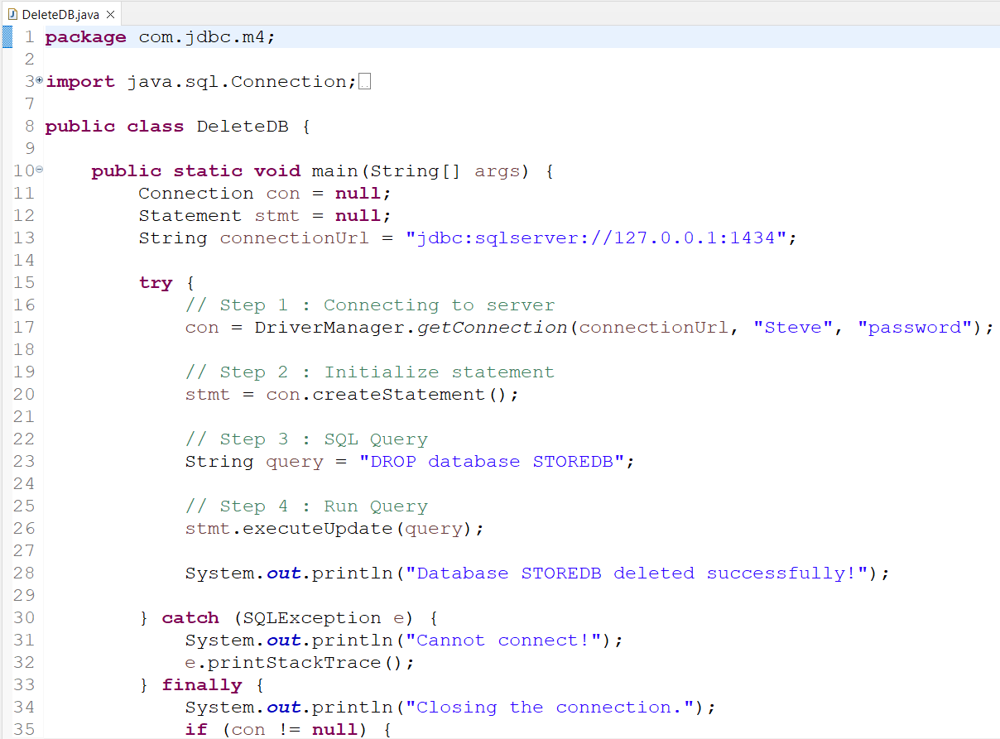 DeleteDB.java
1 package com.jdbc.m4;
2
3 import java.sql.Connection;
7
8 public class DeleteDB {
9
10 public static void main(String[] args) {
11 Connection con = null;
12 Statement stmt = null;
13 String connectionUrl = "jdbc:sqlserver://127.0.0.1:1434";
14
15 try {
16 // Step 1 : Connecting to server
17 con = DriverManager.getConnection(connectionUrl, "Steve", "password");
18
19 // Step 2 : Initialize statement
20 stmt = con.createStatement();
21
22 // Step 3 : SQL Query
23 String query = "DROP database STOREDB";
24
25 // Step 4 : Run Query
26 stmt.executeUpdate(query);
27
28 System.out.println("Database STOREDB deleted successfully!");
29
30 } catch (SQLException e) {
31 System.out.println("Cannot connect!");
32 e.printStackTrace();
33 } finally {
34 System.out.println("Closing the connection.");
35 if (con != null) {